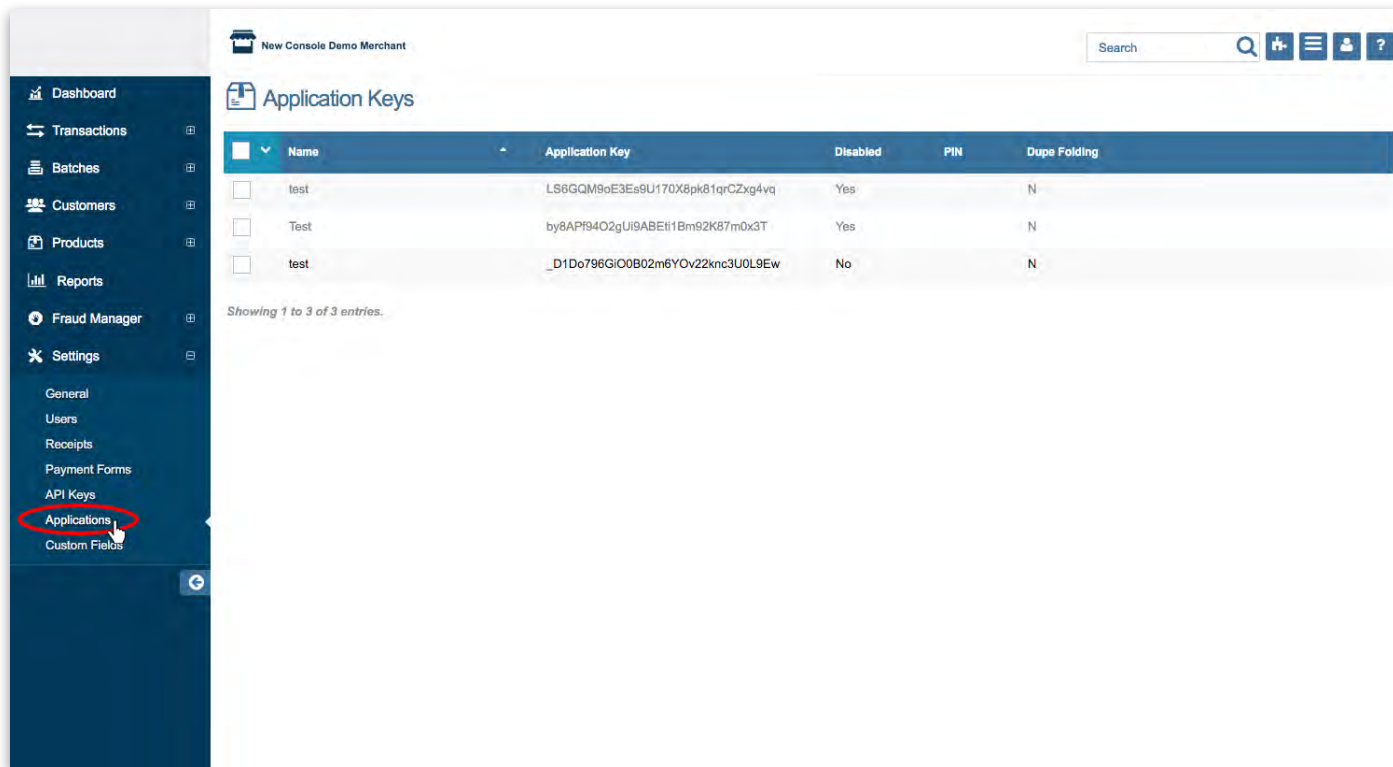 New Console Demo Merchant
Search
?
Dashboard
Transactions
Batches
Customers
Products
Reports
Fraud Manager
Settings
General
Users
Receipts
Payment Forms
API Keys
Applications
Custom Fields
Application Keys
Name Application Key Disabled PIN Dupe Folding
test LS6GQM9oE3Es9U170X8pk81qrCZxg4vq Yes N
Test by8APf94O2gUi9ABEti1Bm92K87m0x3T Yes N
test _D1Do796GiO0B02m6YOv22knc3U0L9Ew No N
Showing 1 to 3 of 3 entries.